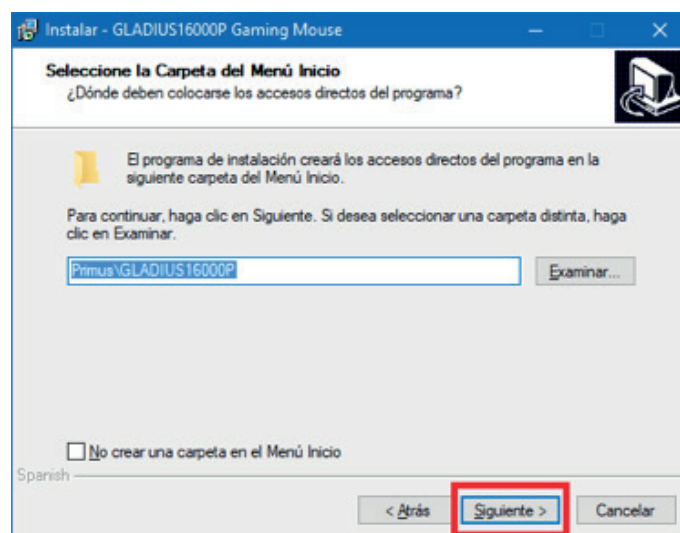 Instalar - GLADIUS16000P Gaming Mouse
Seleccione la Carpeta del Menú Inicio
¿Dónde deben colocarse los accesos directos del programa?
El programa de instalación creará los accesos directos del programa en la
siguiente carpeta del Menú Inicio.
Para continuar, haga clic en Siguiente. Si desea seleccionar una carpeta distinta, haga
clic en Examinar.
Primus\GLADIUS16000P
Examinar...
No crear una carpeta en el Menú Inicio
Spanish
< Atrás
Siguiente >
Cancelar